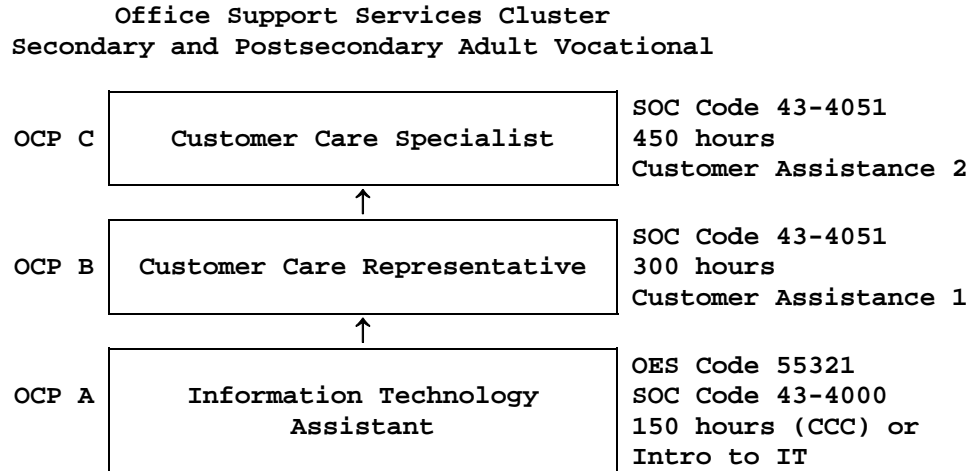 Office Support Services Cluster
Secondary and Postsecondary Adult Vocational
OCP C
Customer Care Specialist
SOC Code 43-4051
450 hours
Customer Assistance 2
OCP B
Customer Care Representative
SOC Code 43-4051
300 hours
Customer Assistance 1
OCP A
Information Technology
Assistant
OES Code 55321
SOC Code 43-4000
150 hours (CCC) or
Intro to IT